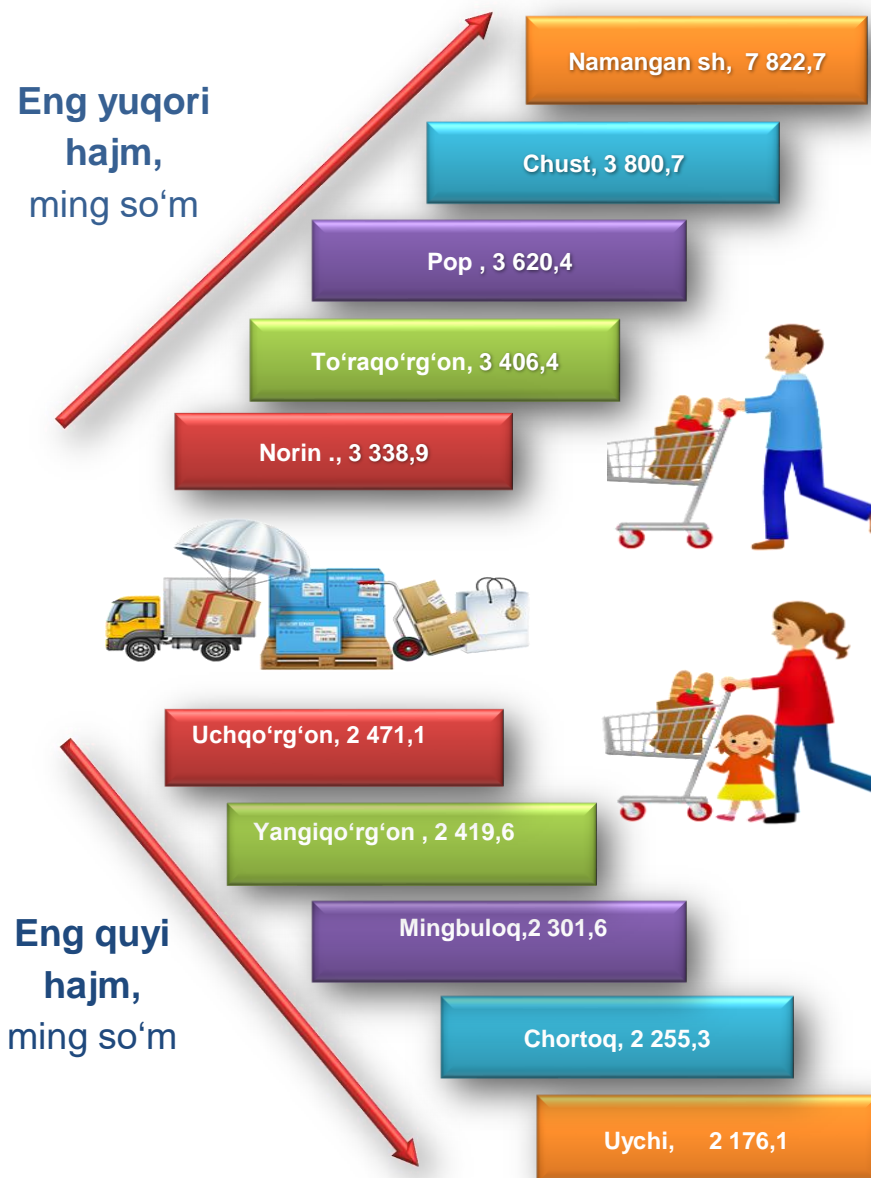 Eng yuqori
hajm,
ming so‘m
Namangan sh, 7 822,7
Chust, 3 800,7
Pop , 3 620,4
To‘raqo‘rg‘on, 3 406,4
Norin ., 3 338,9
Uchqo‘rg‘on, 2 471,1
Yangiqo‘rg‘on , 2 419,6
Mingbuloq,2 301,6
Chortoq, 2 255,3
Uychi, 2 176,1
Eng quyi
hajm,
ming so‘m